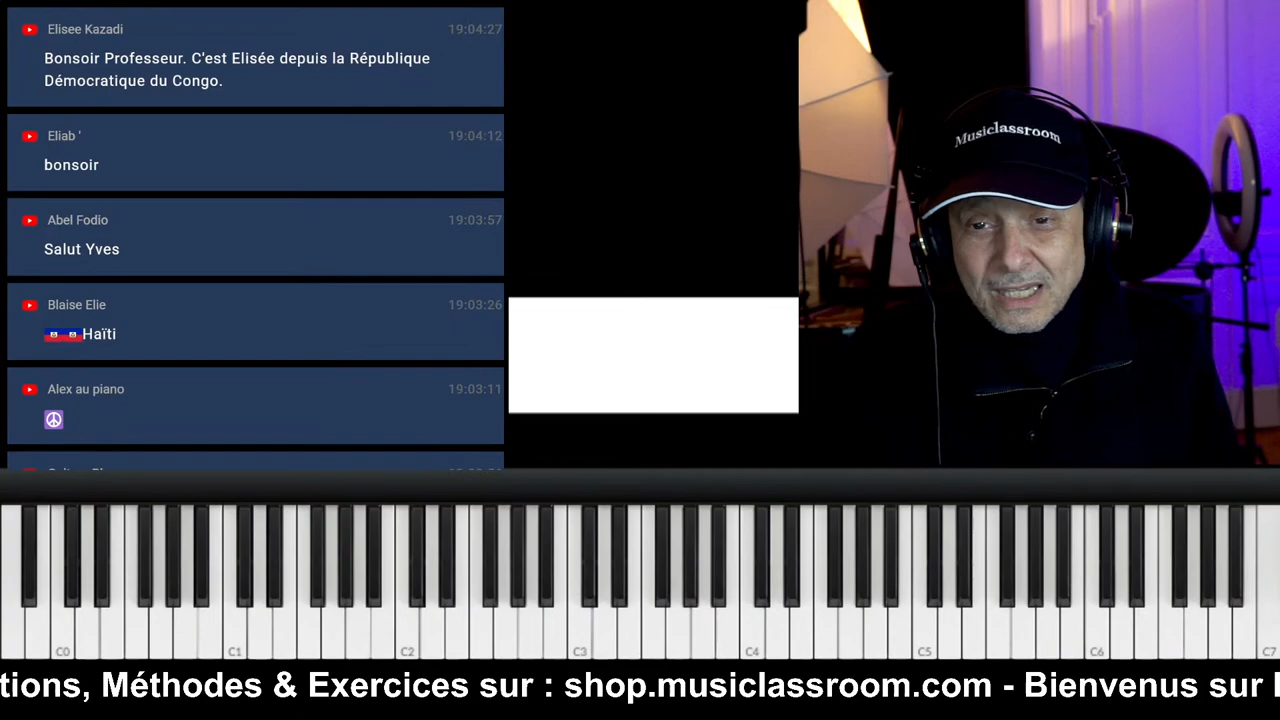 Elisee Kazadi
19:04:27
Bonsoir Professeur. C'est Elisée depuis la République
Démocratique du Congo.
Eliab '
19:04:12
bonsoir
Abel Fodio
19:03:57
Salut Yves
Blaise Elie
19:03:26
Haïti
Alex au piano
19:03:11
Musiclassroom
C0 C1 C2 C3 C4 C5 C6 C7
tions, Méthodes & Exercices sur : shop.musiclassroom.com - Bienvenus sur